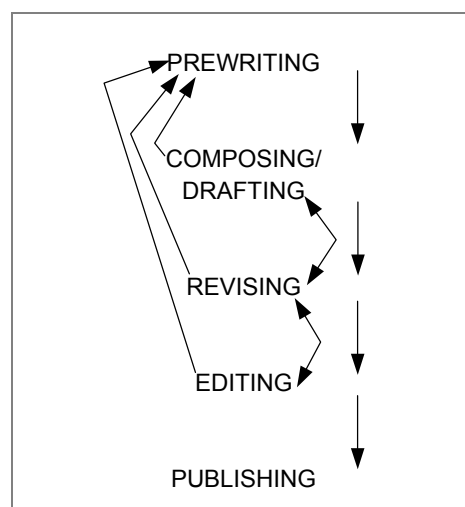 PREWRITING
COMPOSING/
DRAFTING
REVISING
EDITING
PUBLISHING